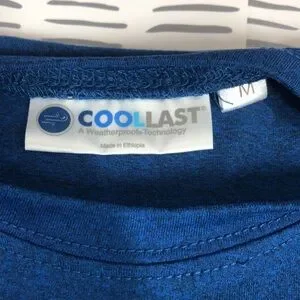 COOLLAST®
A Weatherproof® Technology
Made in Ethiopia
M